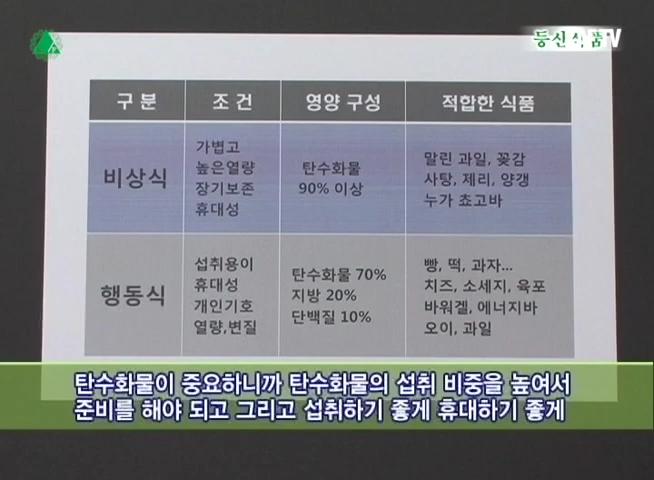 등산식품TV
구 분 조 건 영양 구성 적합한 식품
비상식
가볍고
높은열량
장기보존
휴대성
탄수화물
90% 이상
말린 과일, 꽂감
사탕, 제리, 양갱
누가 쵸코바
행동식
섭취용이
휴대성
개인기호
열량,변질
탄수화물 70%
지방 20%
단백질 10%
빵, 떡, 과자...
치즈, 소세지, 육포
바워겔, 에너지바
오이, 과일
탄수화물이 중요하니까 탄수화물의 섭취 비중을 높여서
준비를 해야 되고 그리고 섭취하기 좋게 휴대하기 좋게